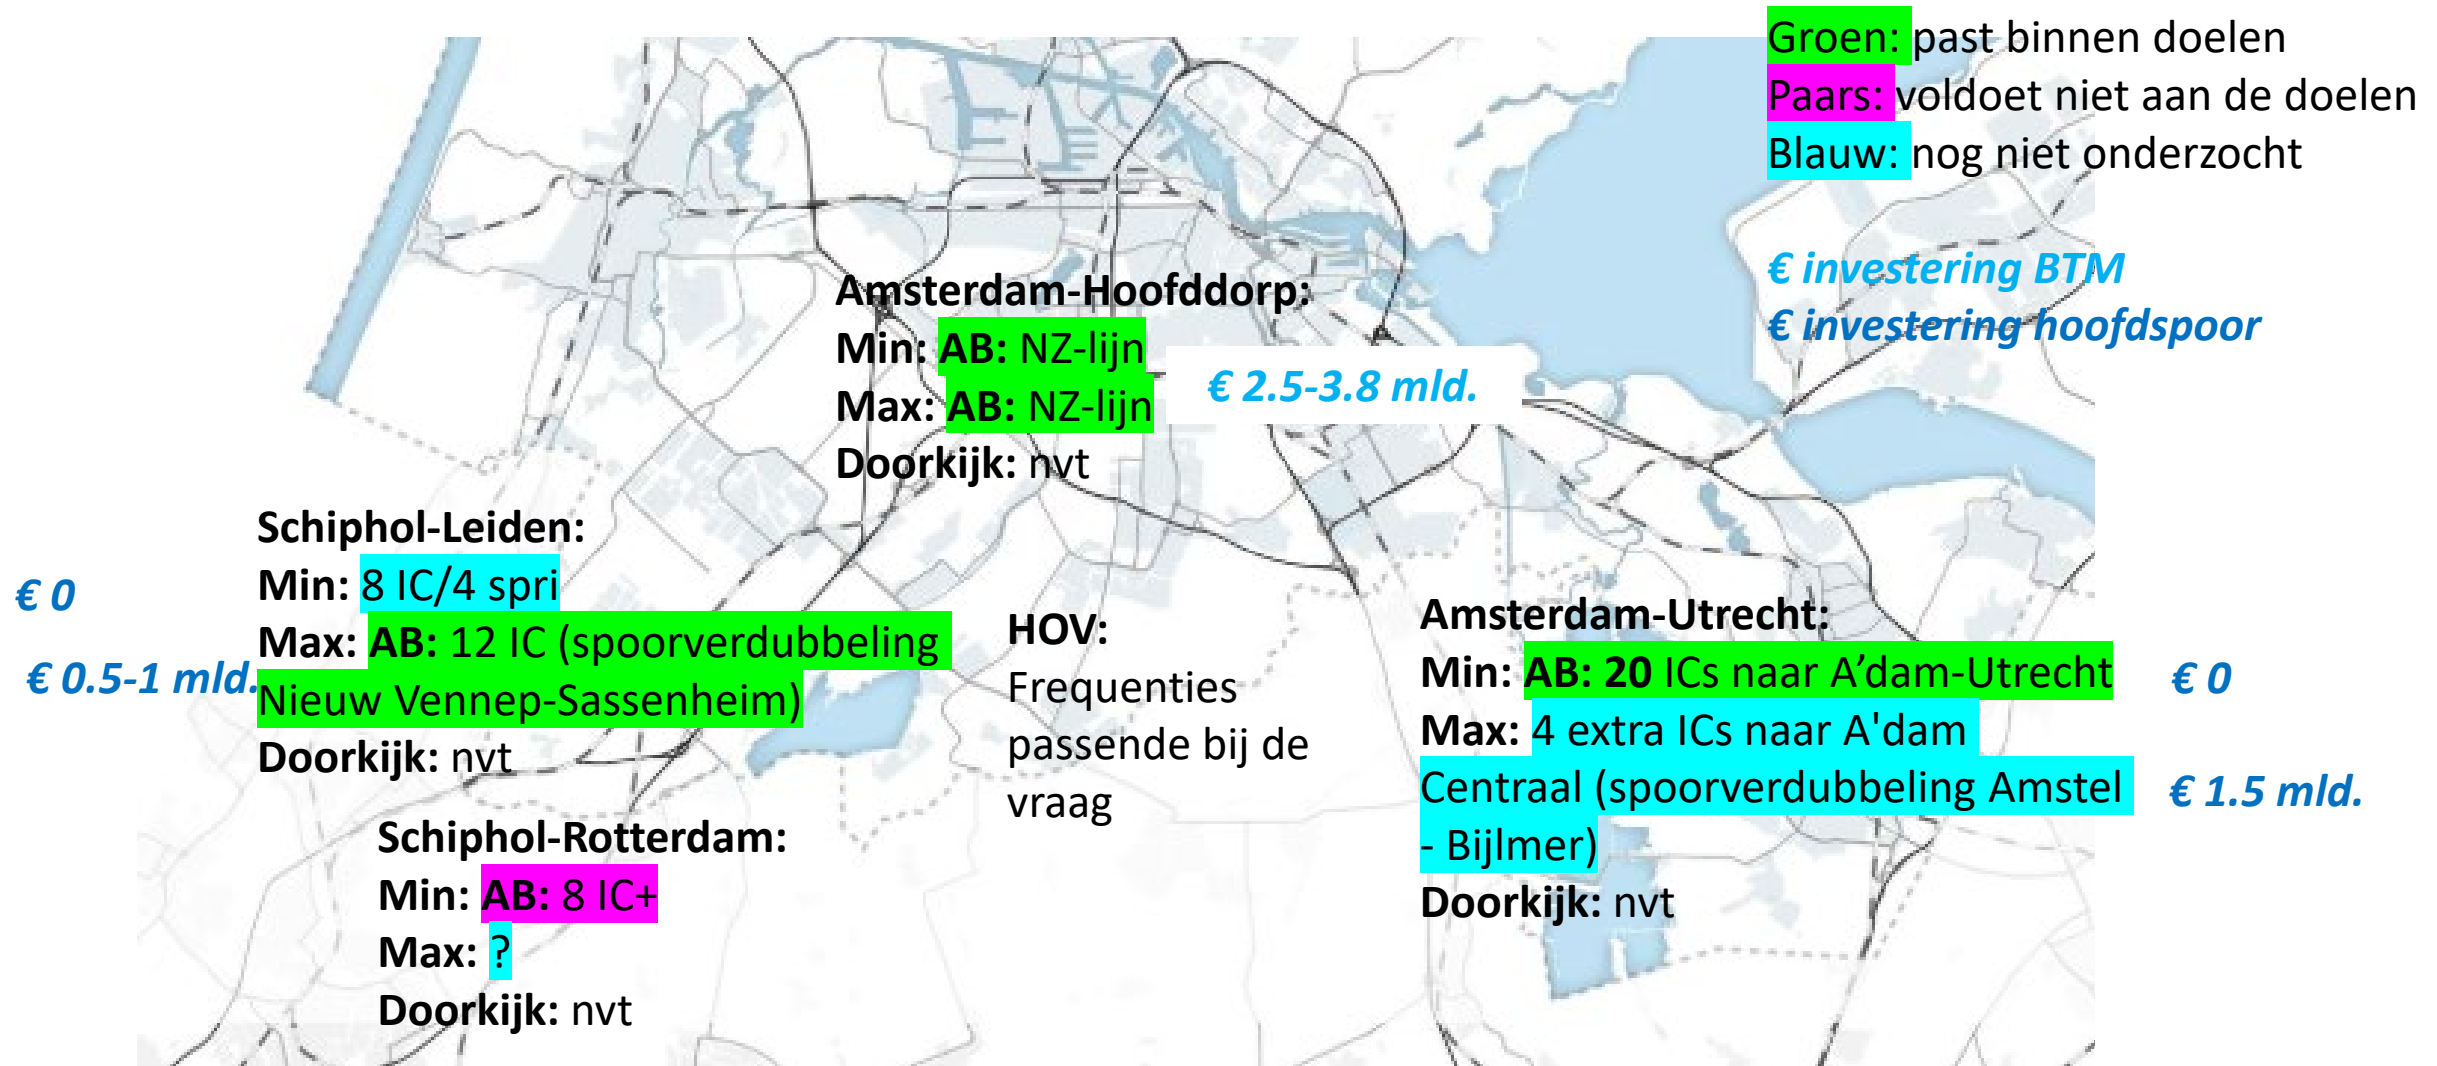 Groen: past binnen doelen
Paars: voldoet niet aan de doelen
Blauw: nog niet onderzocht
€ investering BTM
€ investering hoofdspoor
Amsterdam-Hoofddorp:
Min: AB: NZ-lijn
Max: AB: NZ-lijn
Doorkijk: nvt
€ 2.5-3.8 mld.
Schiphol-Leiden:
Min: 8 IC/4 spri
Max: AB: 12 IC (spoorverdubbeling
Nieuw Vennep-Sassenheim)
Doorkijk: nvt
€ 0
€ 0.5-1 mld.
HOV:
Frequenties
passende bij de
vraag
Amsterdam-Utrecht:
Min: AB: 20 ICs naar A’dam-Utrecht
Max: 4 extra ICs naar A'dam
Centraal (spoorverdubbeling Amstel
- Bijlmer)
Doorkijk: nvt
€ 0
€ 1.5 mld.
Schiphol-Rotterdam:
Min: AB: 8 IC+
Max: ?
Doorkijk: nvt